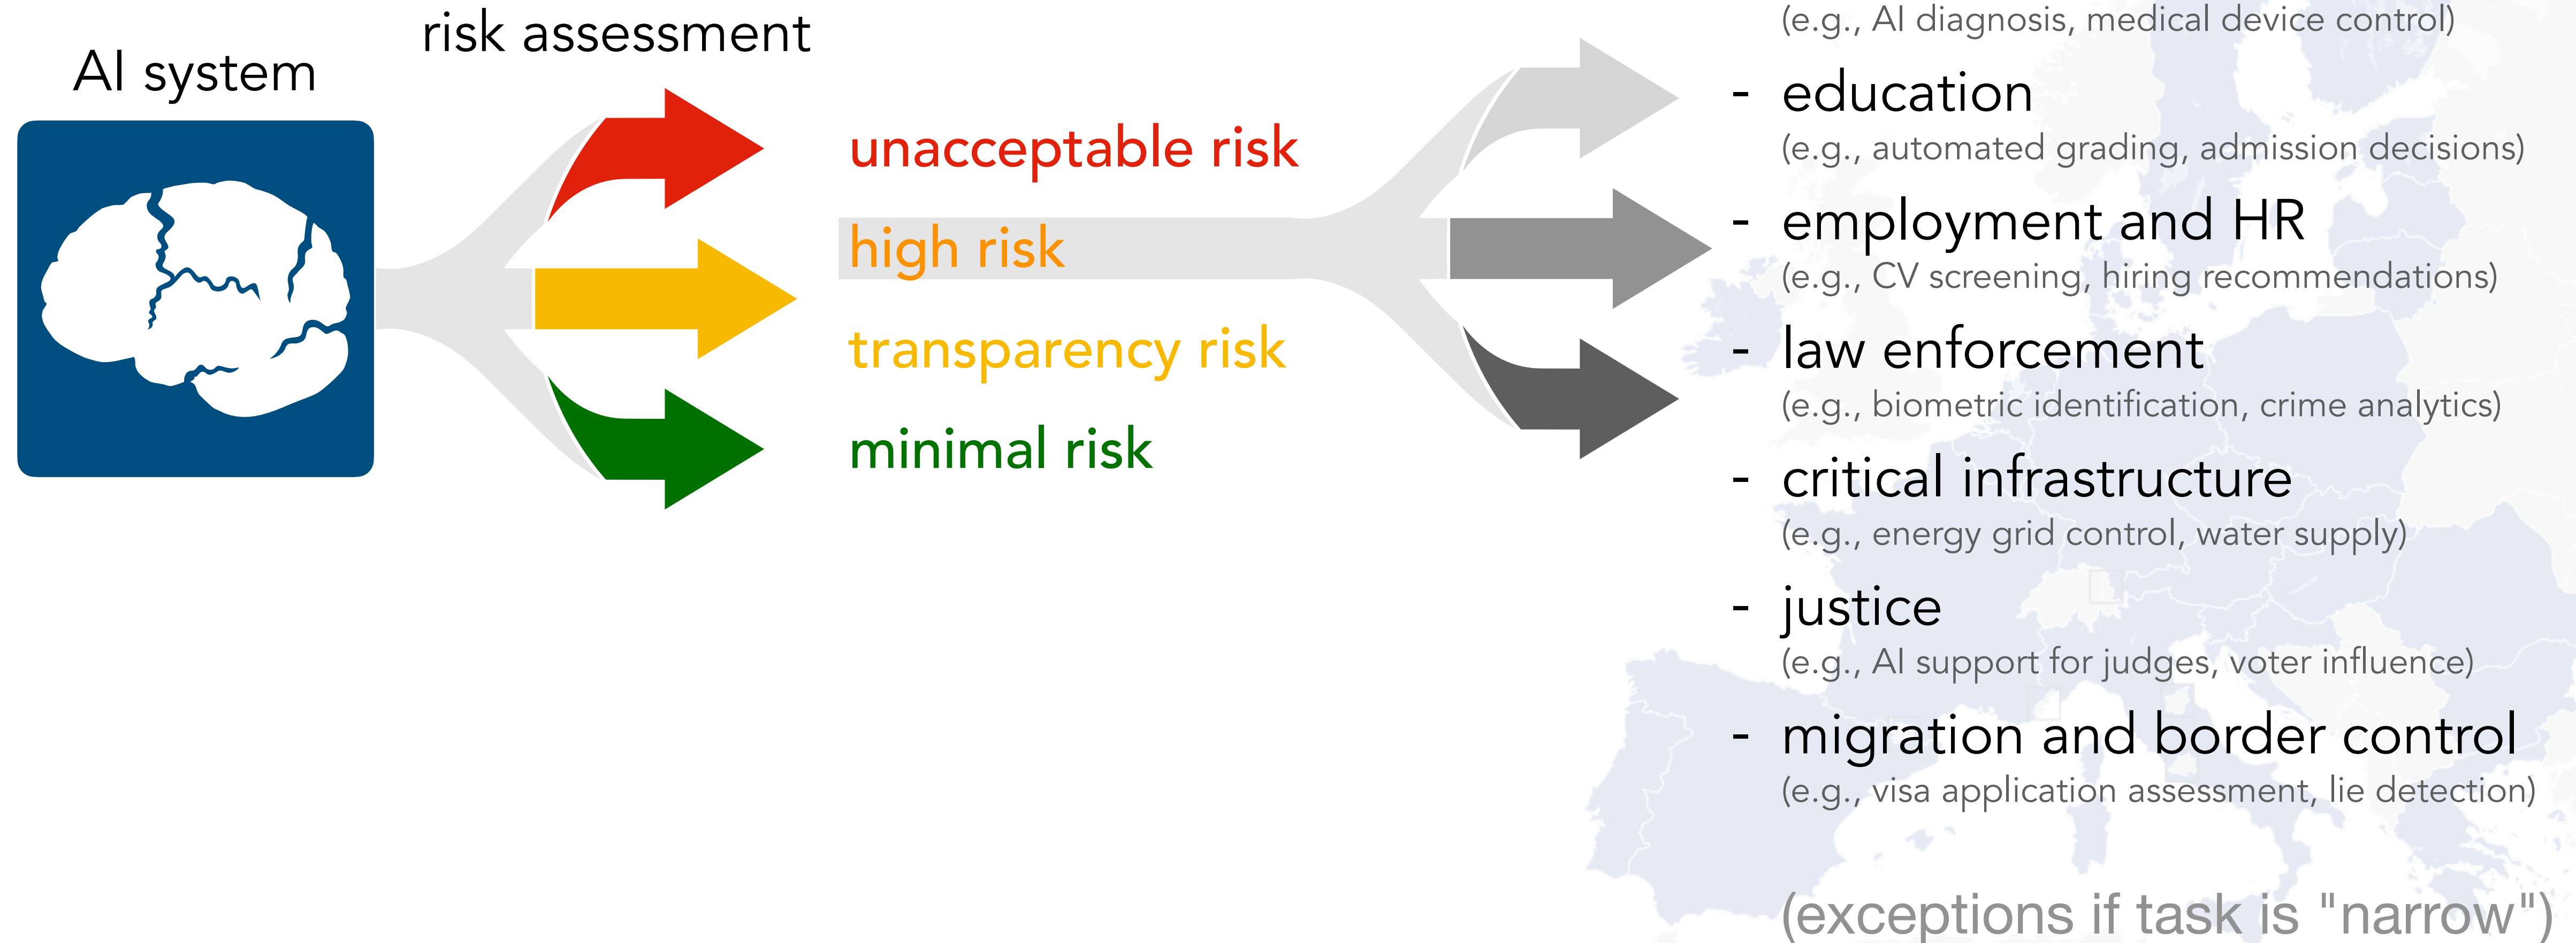 AI system
risk assessment
unacceptable risk
high risk
transparency risk
minimal risk
(e.g., AI diagnosis, medical device control)
- education
(e.g., automated grading, admission decisions)
- employment and HR
(e.g., CV screening, hiring recommendations)
- law enforcement
(e.g., biometric identification, crime analytics)
- critical infrastructure
(e.g., energy grid control, water supply)
- justice
(e.g., AI support for judges, voter influence)
- migration and border control
(e.g., visa application assessment, lie detection)
(exceptions if task is "narrow")